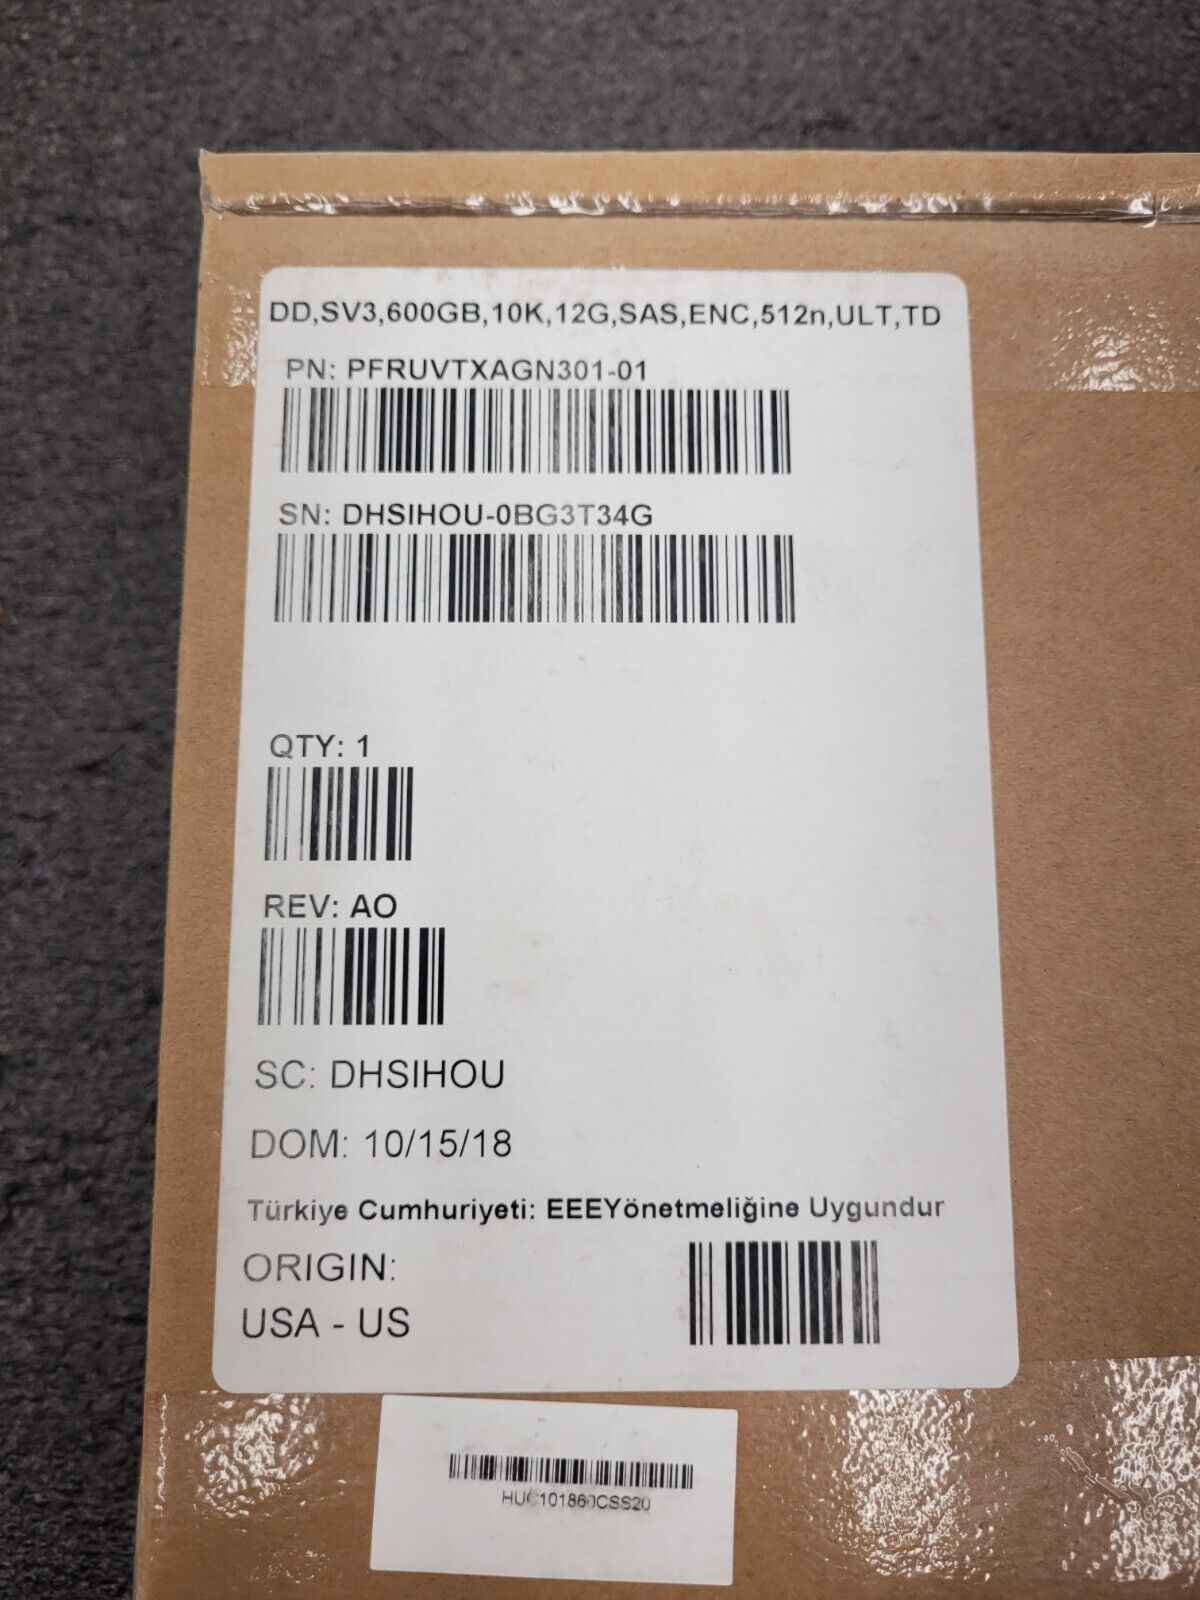 DD,SV3,600GB,10K,12G,SAS,ENC,512n,ULT,TD
PN: PFRUVTXAGN301-01
SN: DHSIHOU-0BG3T34G
QTY: 1
REV: AO
SC: DHSIHOU
DOM: 10/15/18
Türkiye Cumhuriyeti: EEEYönetmeliğine Uygundur
ORIGIN:
USA - US
HUC101860CSS20